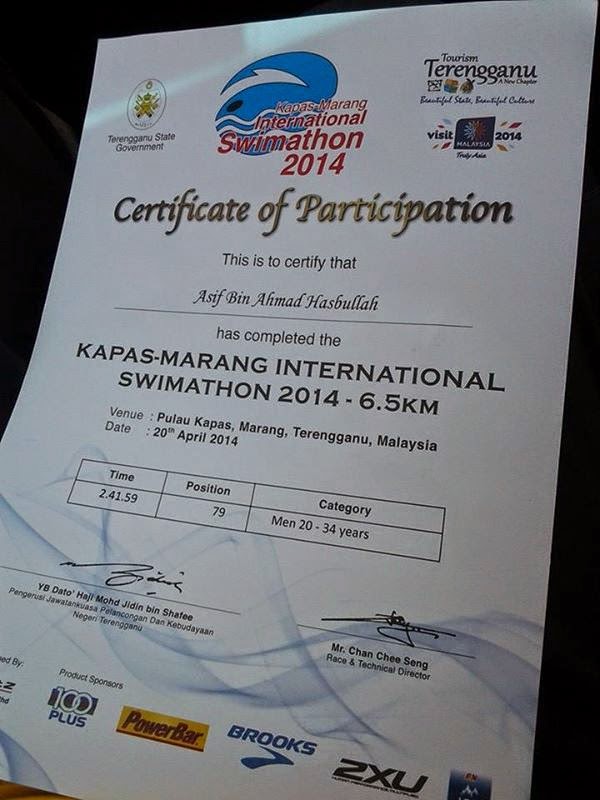 Terengganu State
Government
Kapas-Marang
International
Swimathon
2014
Tourism
Terengganu
A New Chapter
Beautiful State, Beautiful Culture
visit MALAYSIA 2014
Truly Asia
Certificate of Participation
This is to certify that
Asif Bin Ahmad Hasbullah
has completed the
KAPAS-MARANG INTERNATIONAL
SWIMATHON 2014 - 6.5KM
Venue : Pulau Kapas, Marang, Terengganu, Malaysia
Date : 20th April 2014
Time Position Category
2.41.59 79 Men 20 - 34 years
YB Dato' Haji Mohd Jidin bin Shafee
Pengerusi Jawatankuasa Pelancongan Dan Kebudayaan
Negeri Terengganu
Mr. Chan Chee Seng
Race & Technical Director
By:
Product Sponsors
100 PLUS
PowerBar
BROOKS
2XU